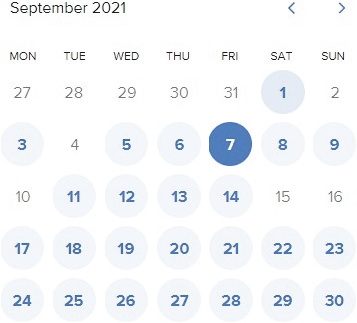 September 2021
MON TUE WED THU FRI SAT SUN
27 28 29 30 31 1 2
3 4 5 6 7 8 9
10 11 12 13 14 15 16
17 18 19 20 21 22 23
24 25 26 27 28 29 30